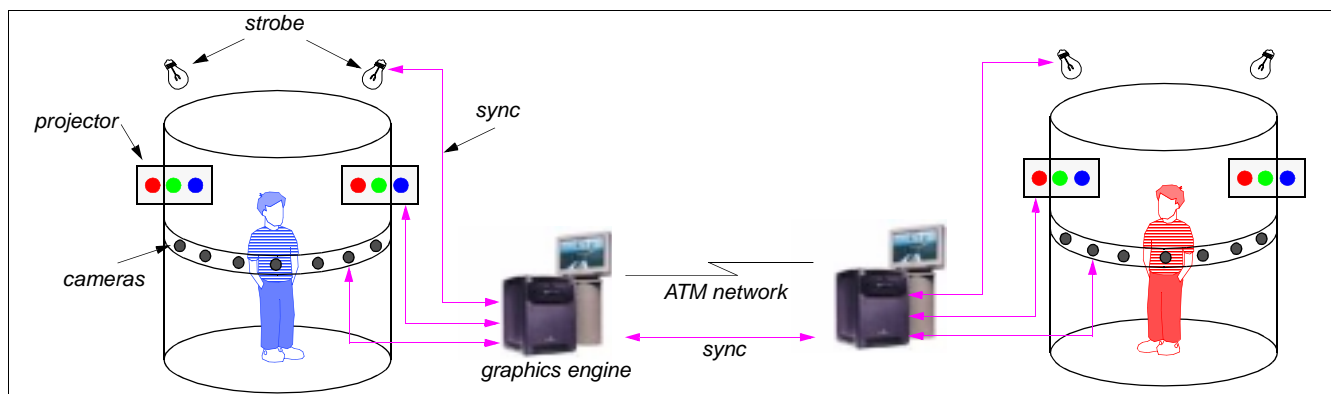 strobe
projector
sync
cameras
ATM network
graphics engine
sync